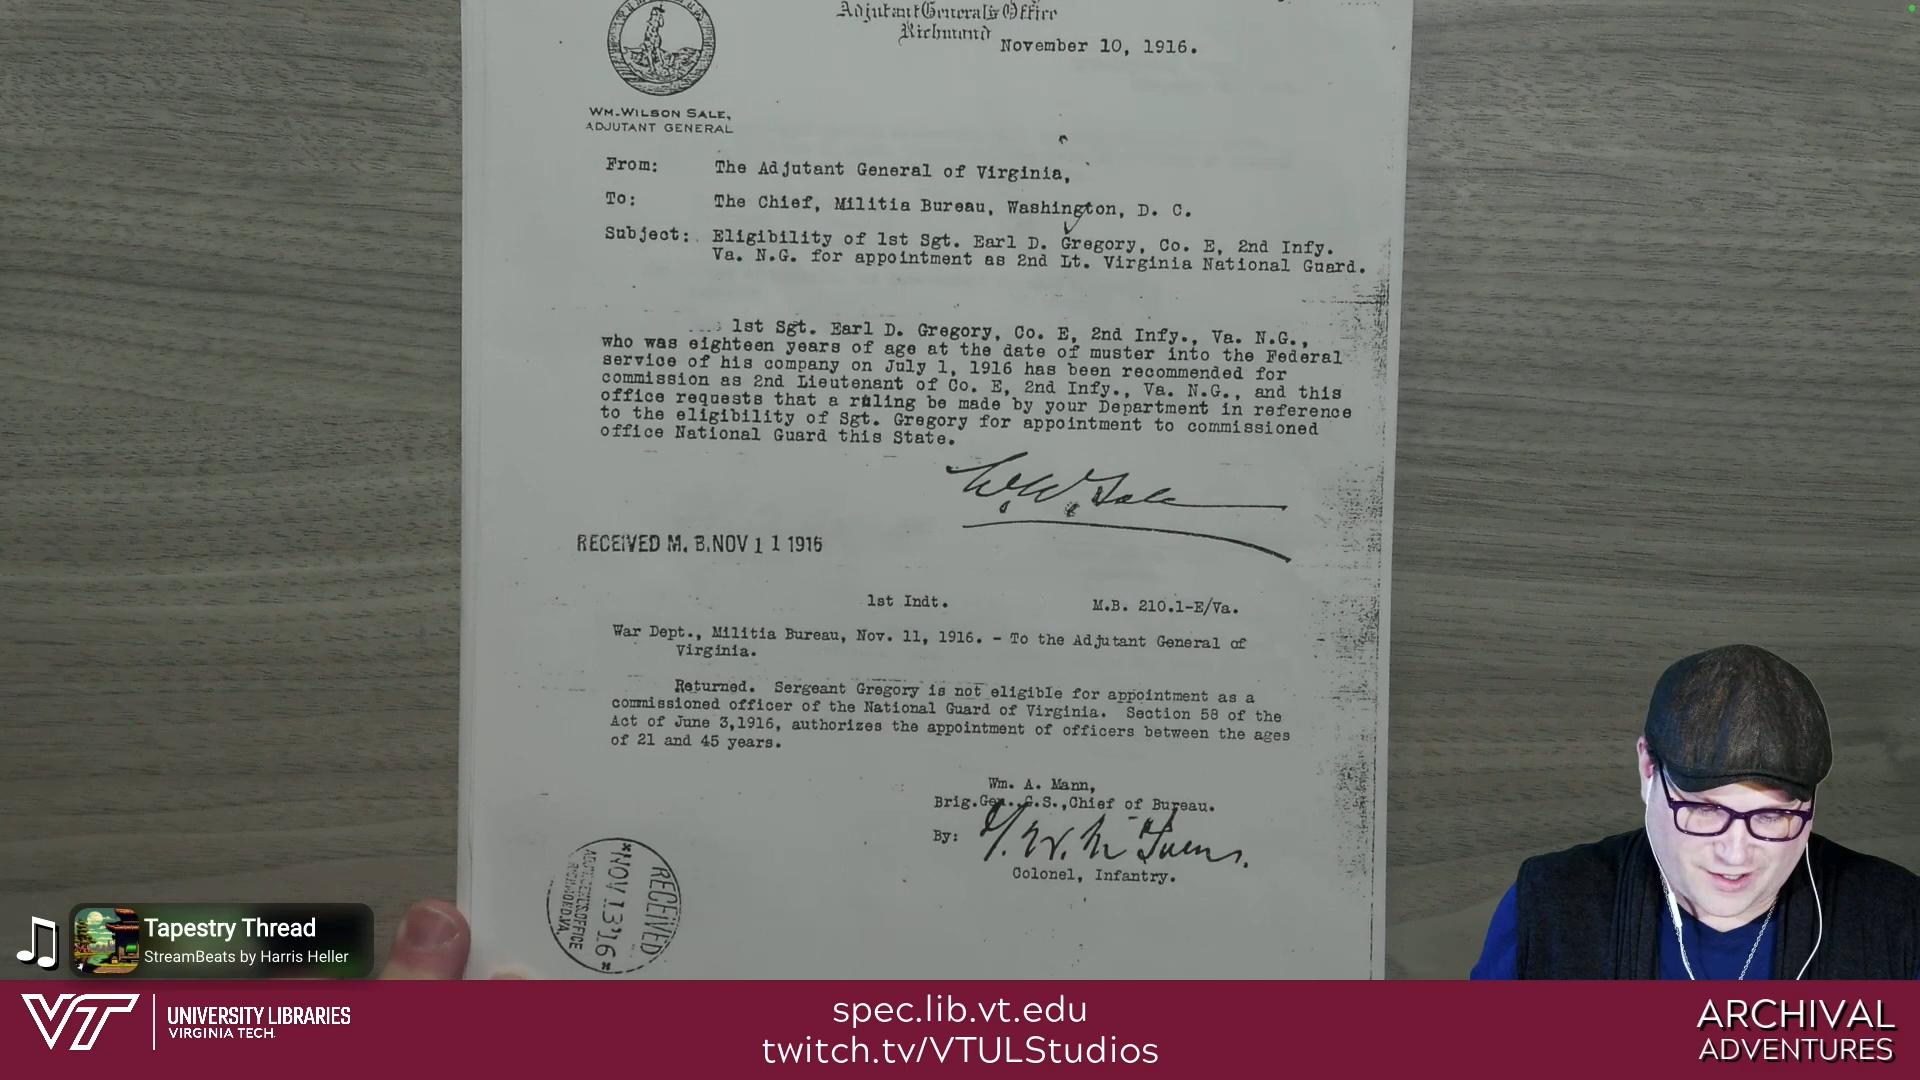 Adjutant General's Office
Richmond
November 10, 1916.
WM. WILSON SALE,
ADJUTANT GENERAL
From: The Adjutant General of Virginia,
To: The Chief, Militia Bureau, Washington, D. C.
Subject: Eligibility of 1st Sgt. Earl D. Gregory, Co. E, 2nd Infy.
Va. N.G. for appointment as 2nd Lt. Virginia National Guard.
1st Sgt. Earl D. Gregory, Co. E, 2nd Infy., Va. N.G.,
who was eighteen years of age at the date of muster into the Federal
service of his company on July 1, 1916 has been recommended for
commission as 2nd Lieutenant of Co. E, 2nd Infy., Va. N.G., and this
office requests that a ruling be made by your Department in reference
to the eligibility of Sgt. Gregory for appointment to commissioned
office National Guard this State.
W. W. Sale
RECEIVED M. B. NOV 11 1916
1st Indt. M.B. 210.1-E/Va.
War Dept., Militia Bureau, Nov. 11, 1916. - To the Adjutant General of
Virginia.
Returned. Sergeant Gregory is not eligible for appointment as a
commissioned officer of the National Guard of Virginia. Section 58 of the
Act of June 3,1916, authorizes the appointment of officers between the ages
of 21 and 45 years.
Wm. A. Mann,
Brig.Gen.,G.S.,Chief of Bureau.
By:
Colonel, Infantry.
RECEIVED
*NOV 13'16*
ADJT. GENL'S. OFFICE
RICHMOND, VA.
Tapestry Thread
StreamBeats by Harris Heller
VT
UNIVERSITY LIBRARIES
VIRGINIA TECH
spec.lib.vt.edu
twitch.tv/VTULStudios
ARCHIVAL
ADVENTURES